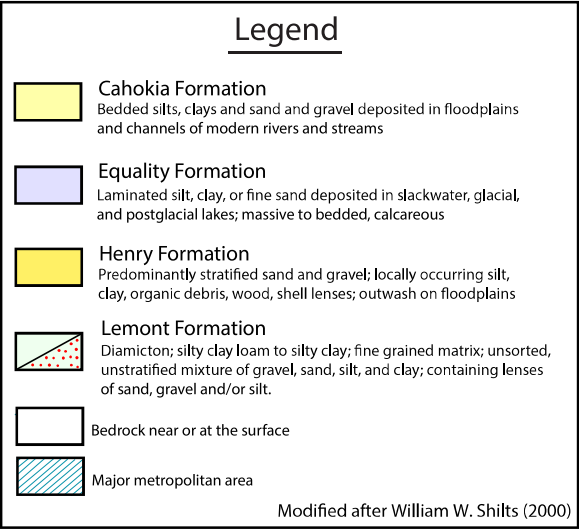 Legend
Cahokia Formation
Bedded silts, clays and sand and gravel deposited in floodplains
and channels of modern rivers and streams
Equality Formation
Laminated silt, clay, or fine sand deposited in slackwater, glacial,
and postglacial lakes; massive to bedded, calcareous
Henry Formation
Predominantly stratified sand and gravel; locally occurring silt,
clay, organic debris, wood, shell lenses; outwash on floodplains
Lemont Formation
Diamicton; silty clay loam to silty clay; fine grained matrix; unsorted,
unstratified mixture of gravel, sand, silt, and clay; containing lenses
of sand, gravel and/or silt.
Bedrock near or at the surface
Major metropolitan area
Modified after William W. Shilts (2000)